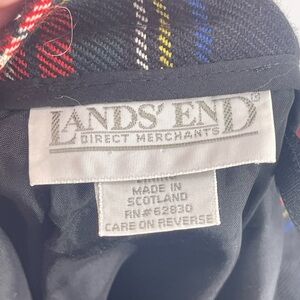 LANDS' END
DIRECT MERCHANTS
MADE IN
SCOTLAND
RN#62830
CARE ON REVERSE